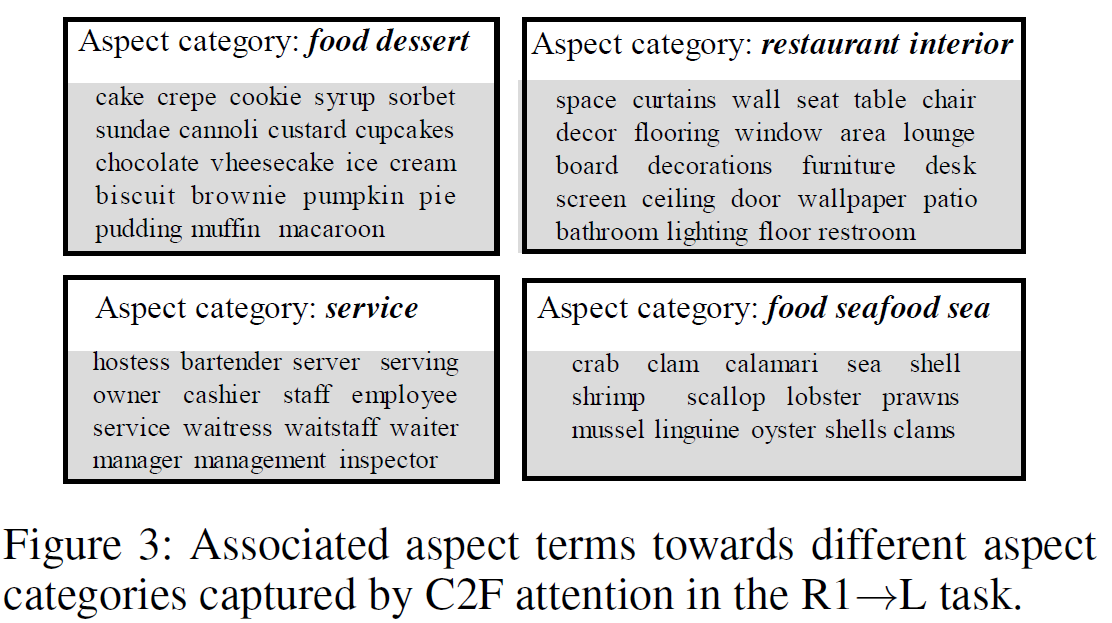 Aspect category: food dessert
cake crepe cookie syrup sorbet
sundae cannoli custard cupcakes
chocolate vheesecake ice cream
biscuit brownie pumpkin pie
pudding muffin macaroon
Aspect category: restaurant interior
space curtains wall seat table chair
decor flooring window area lounge
board decorations furniture desk
screen ceiling door wallpaper patio
bathroom lighting floor restroom
Aspect category: service
hostess bartender server serving
owner cashier staff employee
service waitress waitstaff waiter
manager management inspector
Aspect category: food seafood sea
crab clam calamari sea shell
shrimp scallop lobster prawns
mussel linguine oyster shells clams
Figure 3: Associated aspect terms towards different aspect
categories captured by C2F attention in the R1→L task.